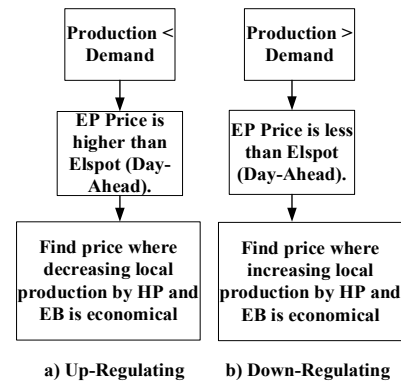 Production <
Demand
EP Price is
higher than
Elspot (Day-
Ahead).
Find price where
decreasing local
production by HP and
EB is economical
a) Up-Regulating
Production >
Demand
EP Price is less
than Elspot
(Day-Ahead).
Find price where
increasing local
production by HP and
EB is economical
b) Down-Regulating